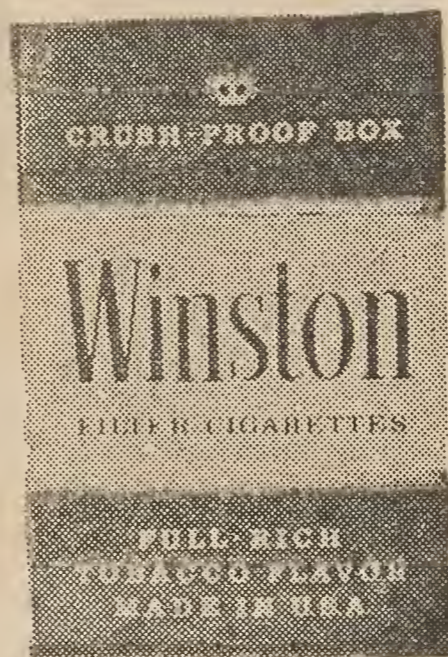 CRUSH-PROOF BOX
Winston
FILTER CIGARETTES
FULL-RICH
TOBACCO FLAVOR
MADE IN USA